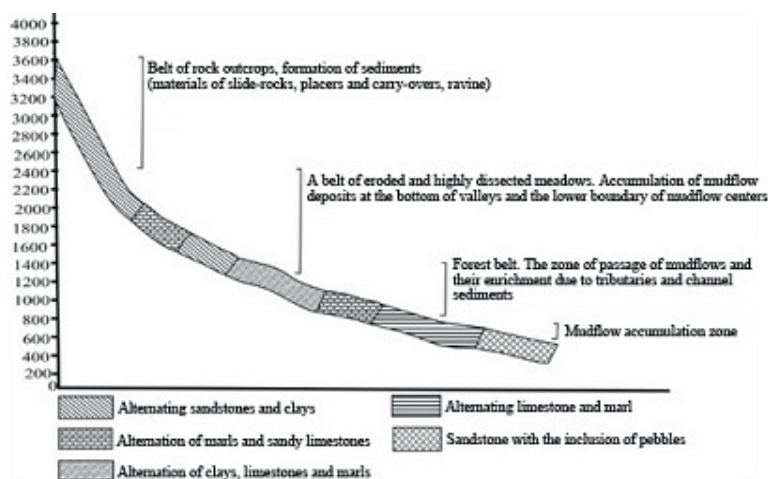 4000
3800
3600
3400
3200
3000
2800
2600
2400
2200
2000
1800
1600
1400
1200
1000
800
600
400
200
0
Belt of rock outcrops, formation of sediments
(materials of slide-rocks, placers and carry-overs, ravine)
A belt of eroded and highly dissected meadows. Accumulation of mudflow
deposits at the bottom of valleys and the lower boundary of mudflow centers
Forest belt. The zone of passage of mudflows and
their enrichment due to tributaries and channel
sediments
Mudflow accumulation zone
Alternating sandstones and clays
Alternating limestone and marl
Alternation of marls and sandy limestones
Sandstone with the inclusion of pebbles
Alternation of clays, limestones and marls